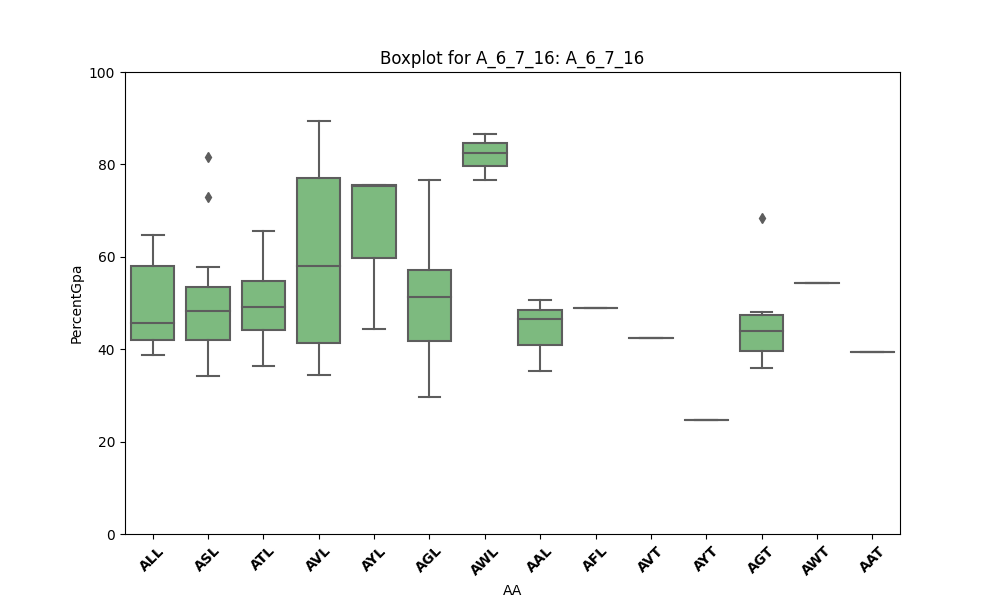 Boxplot for A_6_7_16: A_6_7_16
PercentGpa
100
80
60
40
20
0
ALL
ASL
ATL
AVL
AYL
AGL
AWL
AAL
AFL
AVT
AYT
AGT
AWT
AAT
AA